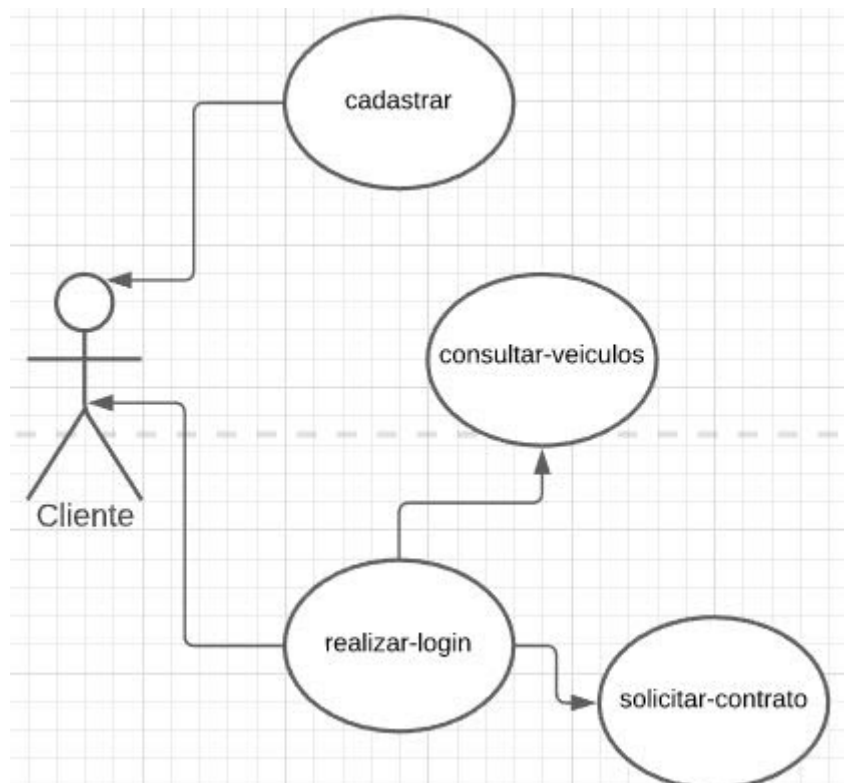 cadastrar
consultar-veiculos
Cliente
realizar-login
solicitar-contrato